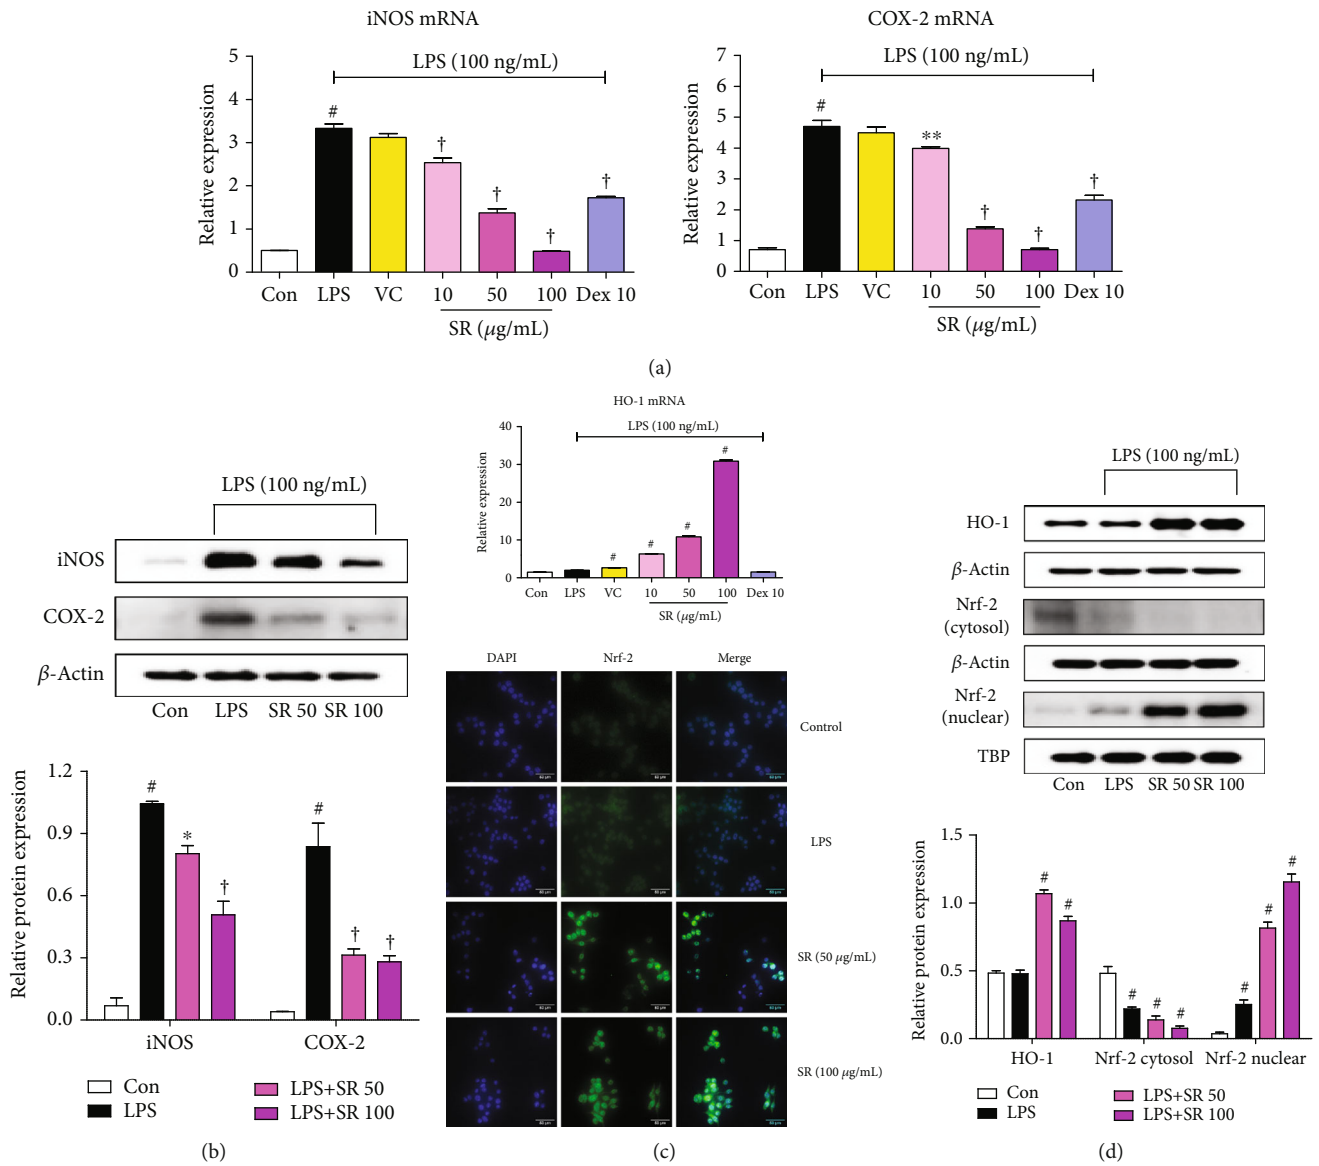 iNOS mRNA
LPS (100 ng/mL)
Relative expression
5
4
3
2
1
0
#
†
†
†
†
Con LPS VC 10 50 100 Dex 10
SR (μg/mL)
COX-2 mRNA
LPS (100 ng/mL)
Relative expression
7
6
5
4
3
2
1
0
#
**
†
†
†
Con LPS VC 10 50 100 Dex 10
SR (μg/mL)
(a)
LPS (100 ng/mL)
iNOS
COX-2
β-Actin
Con LPS SR 50 SR 100
Relative protein expression
1.2
0.9
0.6
0.3
0.0
#
*
†
#
†
†
iNOS COX-2
Con
LPS
LPS+SR 50
LPS+SR 100
(b)
HO-1 mRNA
LPS (100 ng/mL)
Relative expression
40
30
20
10
0
#
#
#
#
Con LPS VC 10 50 100 Dex 10
SR (μg/mL)
DAPI Nrf-2 Merge
Control
LPS
SR (50 μg/mL)
SR (100 μg/mL)
(c)
LPS (100 ng/mL)
HO-1
β-Actin
Nrf-2
(cytosol)
β-Actin
Nrf-2
(nuclear)
TBP
Con LPS SR 50 SR 100
Relative protein expression
1.5
1.0
0.5
0.0
#
#
#
#
#
#
#
#
HO-1 Nrf-2 cytosol Nrf-2 nuclear
Con
LPS
LPS+SR 50
LPS+SR 100
(d)